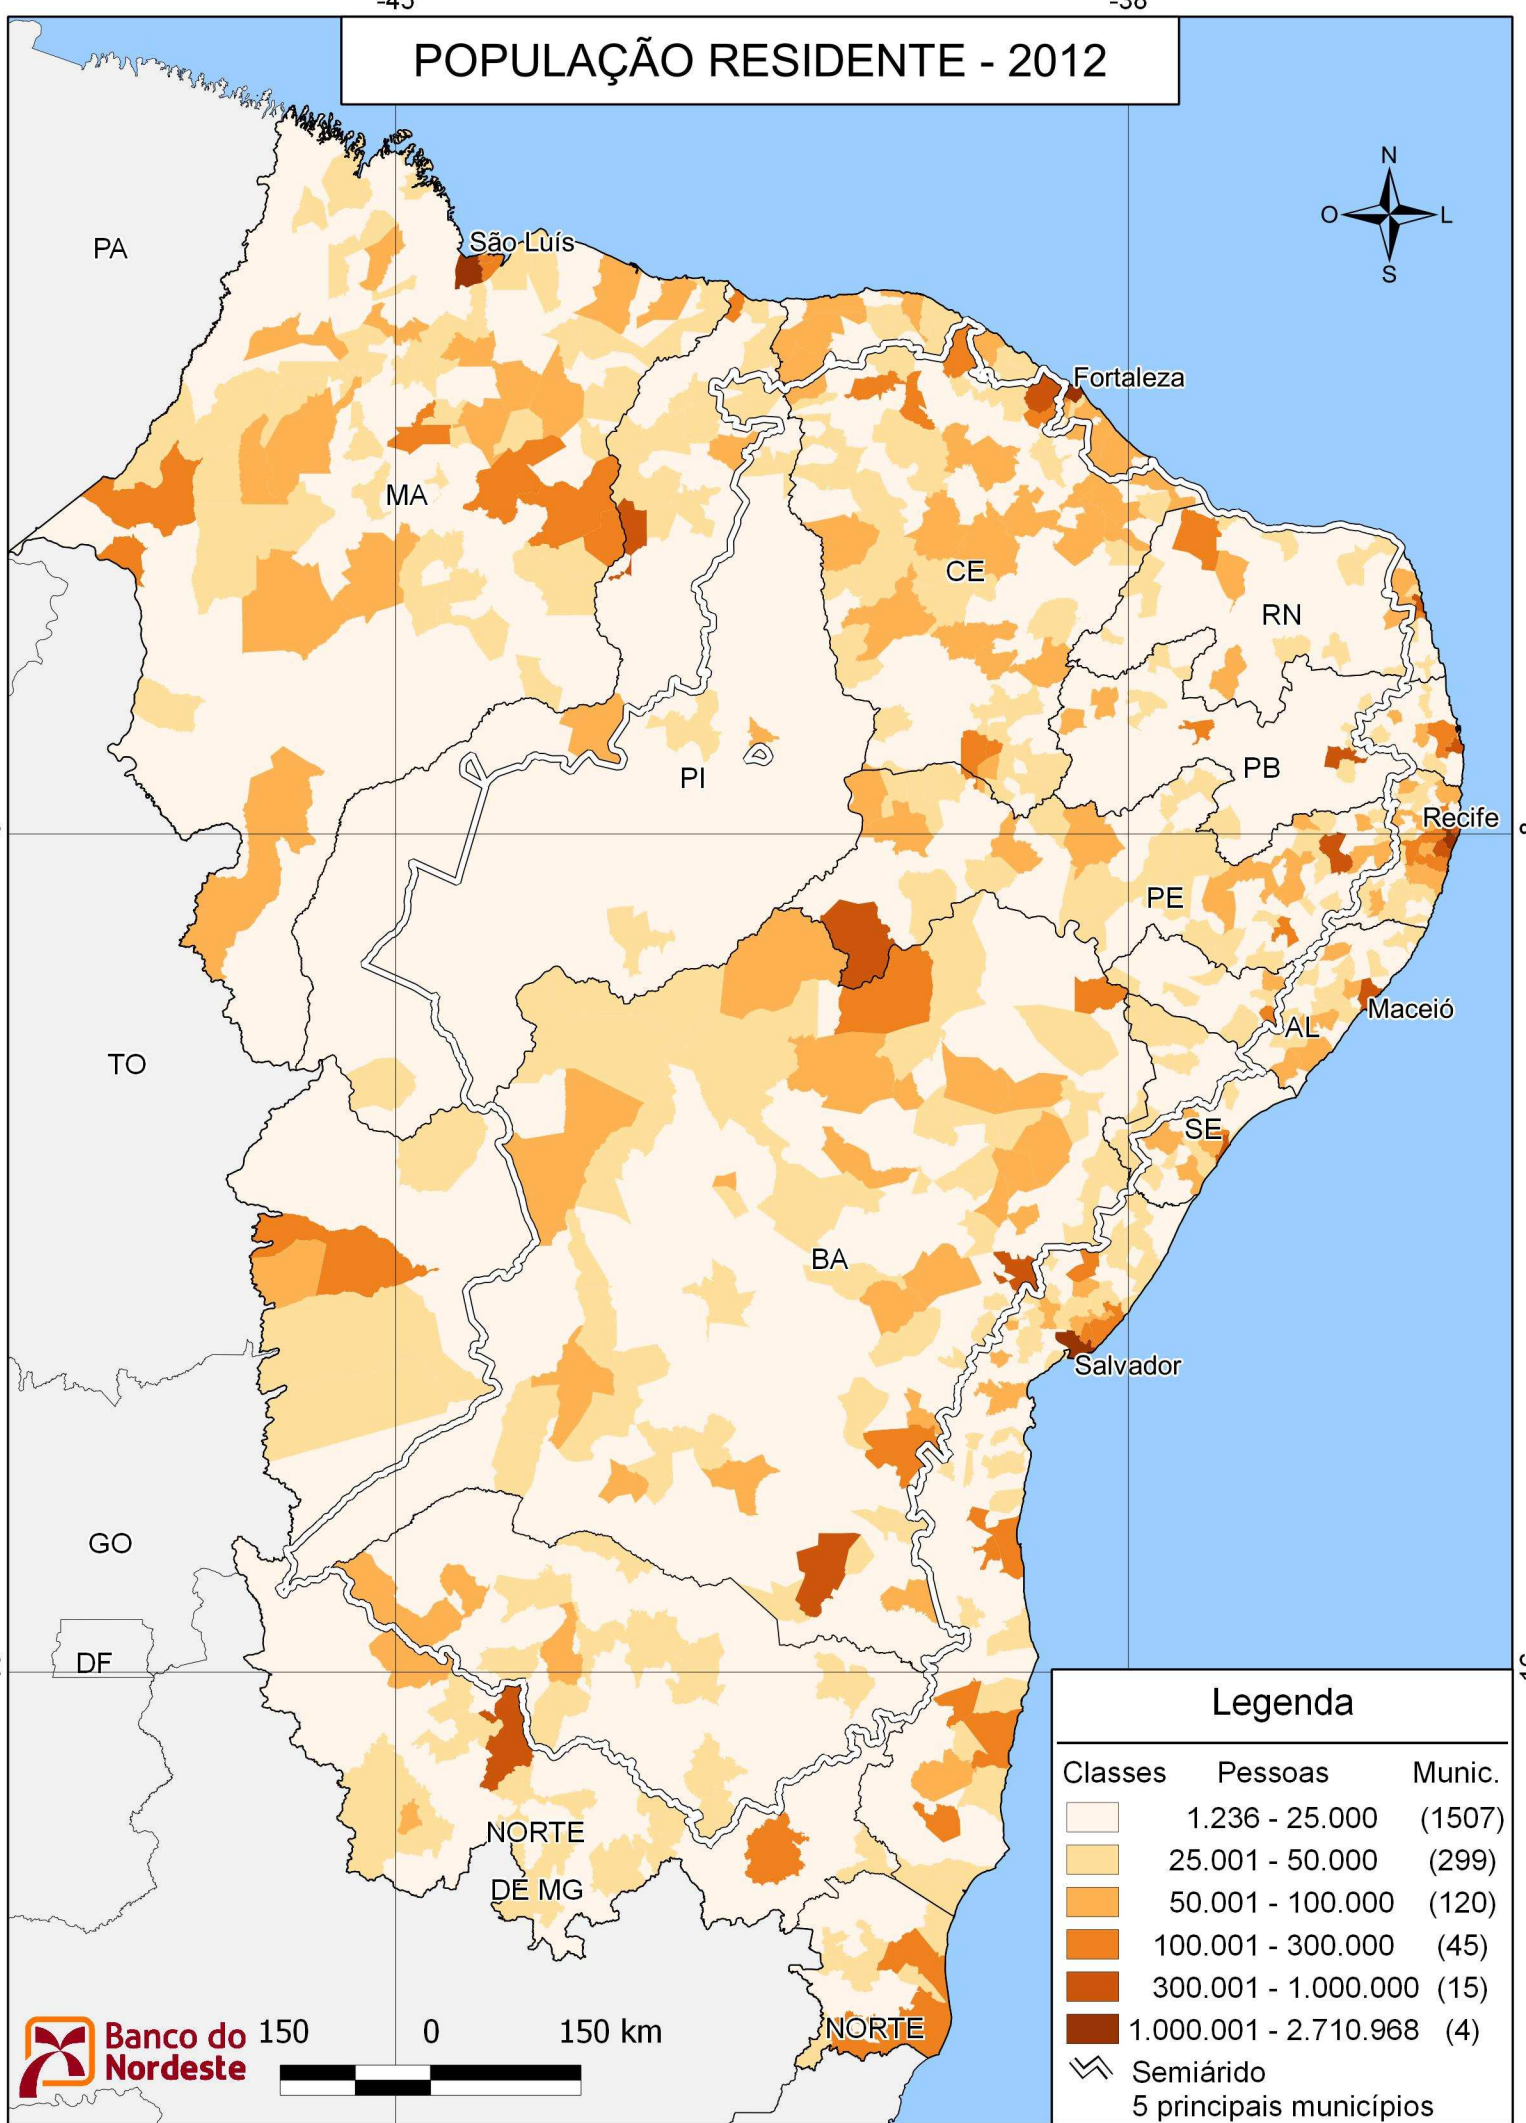 -45 -38
POPULAÇÃO RESIDENTE - 2012
N
O L
S
PA
São Luís
Fortaleza
MA
CE
RN
PI
PB
Recife
PE
Maceió
AL
TO
SE
BA
Salvador
GO
DF
NORTE
DE MG
NORTE
Legenda
Classes Pessoas Munic.
1.236 - 25.000 (1507)
25.001 - 50.000 (299)
50.001 - 100.000 (120)
100.001 - 300.000 (45)
300.001 - 1.000.000 (15)
1.000.001 - 2.710.968 (4)
Semiárido
5 principais municípios
Banco do
Nordeste
150 0 150 km